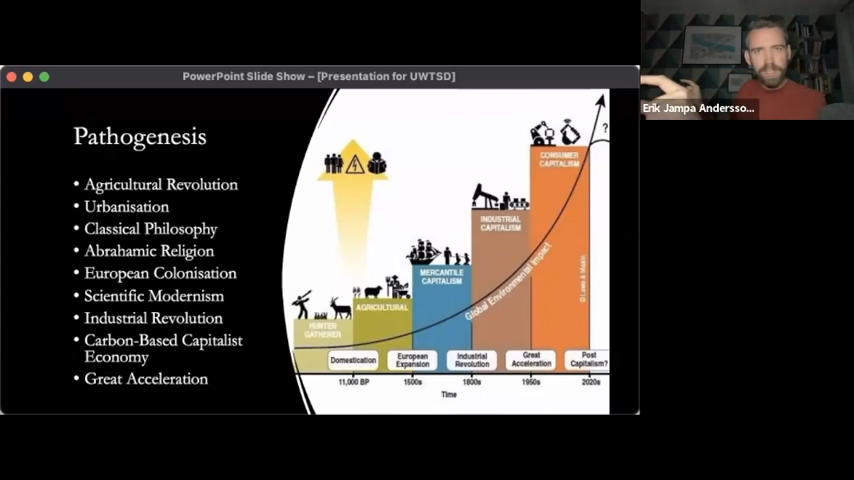 PowerPoint Slide Show – [Presentation for UWTSD]
Erik Jampa Andersso...
Pathogenesis
• Agricultural Revolution
• Urbanisation
• Classical Philosophy
• Abrahamic Religion
• European Colonisation
• Scientific Modernism
• Industrial Revolution
• Carbon-Based Capitalist
Economy
• Great Acceleration
?
CONSUMER
CAPITALISM
INDUSTRIAL
CAPITALISM
MERCANTILE
CAPITALISM
AGRICULTURAL
HUNTER
GATHERER
Global Environmental Impact
© Lewis & Maslin
Domestication
European
Expansion
Industrial
Revolution
Great
Acceleration
Post
Capitalism?
11,000 BP
1500s
1800s
1950s
2020s
Time